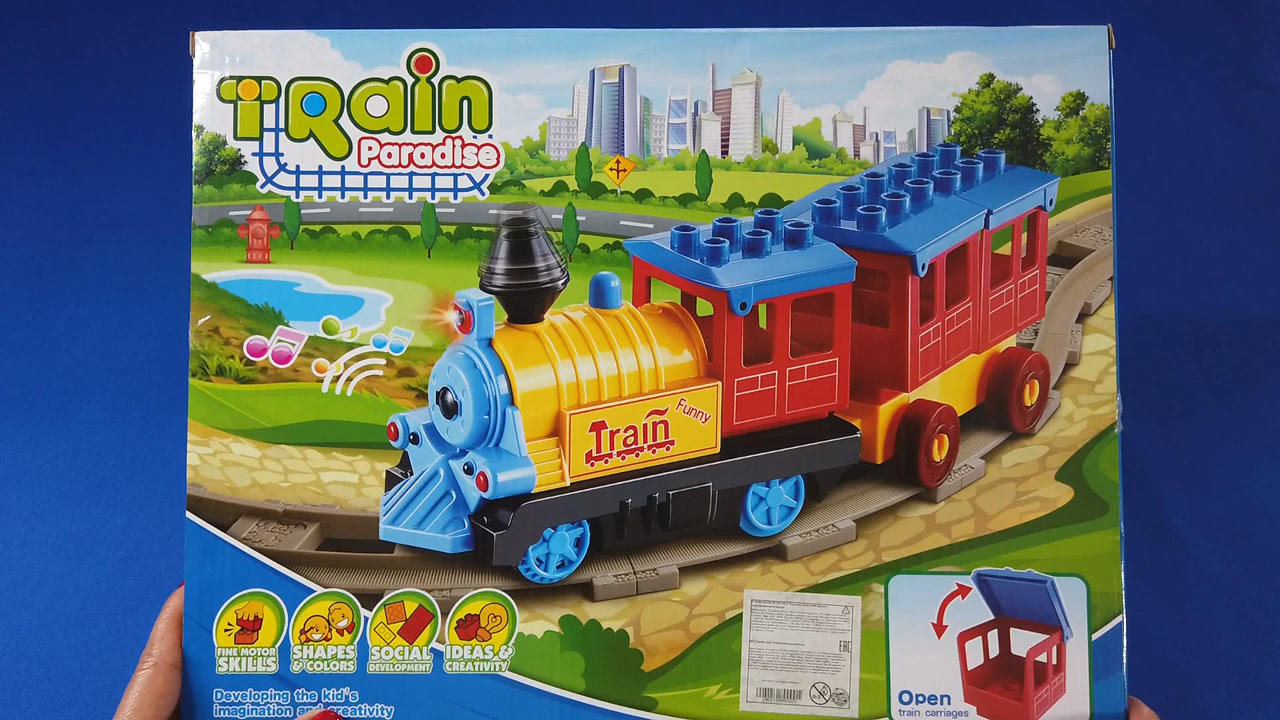 Train
Paradise
Funny
Train
FINE MOTOR
SKILLS
SHAPES
& COLORS
SOCIAL
DEVELOPMENT
IDEAS &
CREATIVITY
Developing the kid's
imagination and creativity
EAC
Open
train carriages